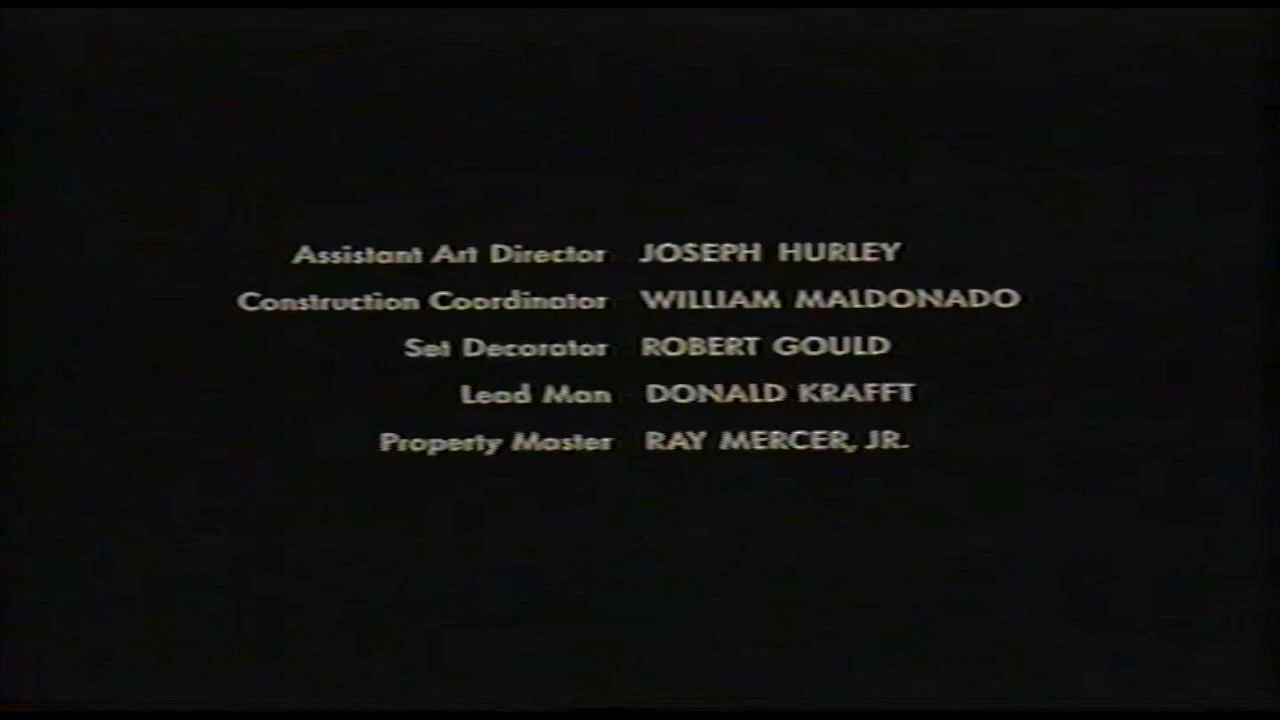 Assistant Art Director JOSEPH HURLEY
Construction Coordinator WILLIAM MALDONADO
Set Decorator ROBERT GOULD
Lead Man DONALD KRAFFT
Property Master RAY MERCER, JR.